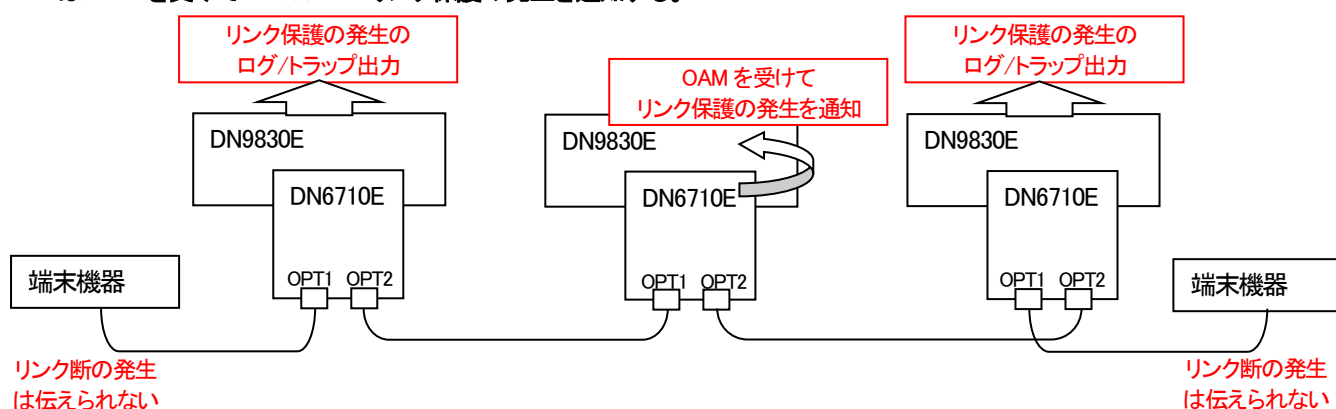 リンク保護の発生の
ログ/トラップ出力
OAM を受けて
リンク保護の発生を通知
リンク保護の発生の
ログ/トラップ出力
DN9830E
DN9830E
DN9830E
DN6710E
DN6710E
DN6710E
端末機器
OPT1 OPT2
OPT1 OPT2
OPT1 OPT2
端末機器
リンク断の発生
は伝えられない
リンク断の発生
は伝えられない